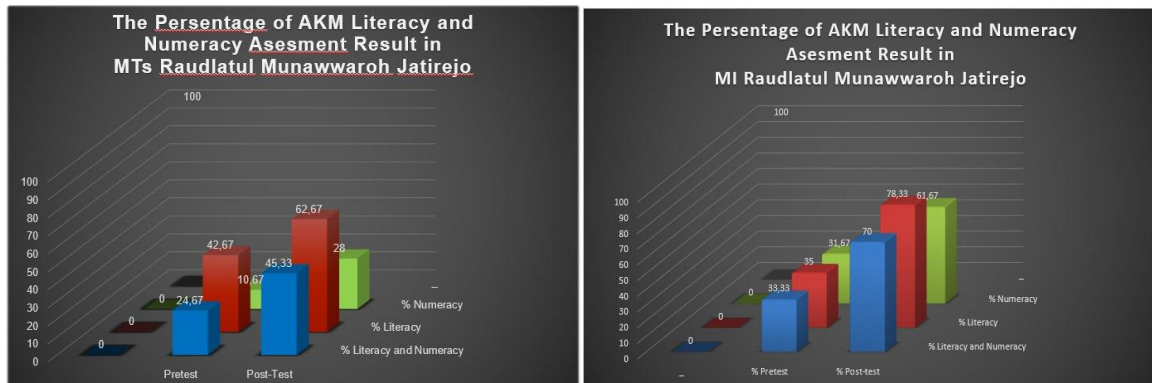 The Persentage of AKM Literacy and
Numeracy Asesment Result in
MTs Raudlatul Munawwaroh Jatirejo
100
100
90
80
70
60
50
40
30
20
10
0
62,67
42,67
45,33
28
10,67
0
24,67
0
0
–
% Numeracy
% Literacy
% Literacy and Numeracy
Pretest
Post-Test
The Persentage of AKM Literacy and Numeracy
Asesment Result in
MI Raudlatul Munawwaroh Jatirejo
100
100
90
80
70
60
50
40
30
20
10
0
78,33
61,67
70
31,67
35
33,33
0
0
0
–
% Numeracy
% Literacy
% Literacy and Numeracy
–
% Pretest
% Post-test